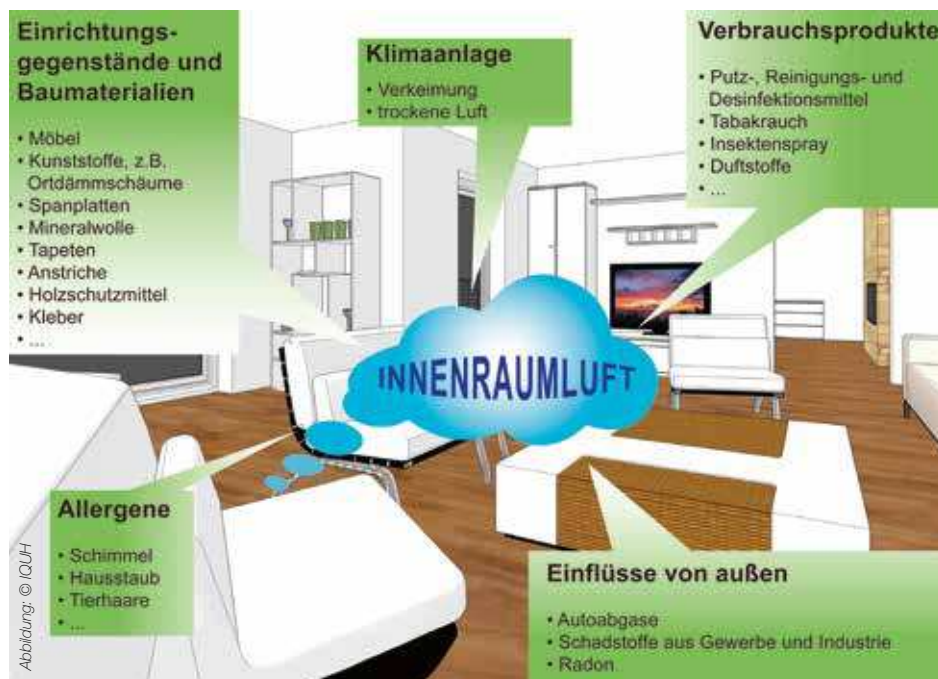 Einrichtungs-
gegenstände und
Baumaterialien
• Möbel
• Kunststoffe, z.B.
Ortdämmschäume
• Spanplatten
• Mineralwolle
• Tapeten
• Anstriche
• Holzschutzmittel
• Kleber
• ...
Klimaanlage
• Verkeimung
• trockene Luft
Verbrauchsprodukte
• Putz-, Reinigungs- und
Desinfektionsmittel
• Tabakrauch
• Insektenspray
• Duftstoffe
• ...
INNENRAUMLUFT
Allergene
• Schimmel
• Hausstaub
• Tierhaare
• ...
Einflüsse von außen
• Autoabgase
• Schadstoffe aus Gewerbe und Industrie
• Radon
Abbildung: © IQUH